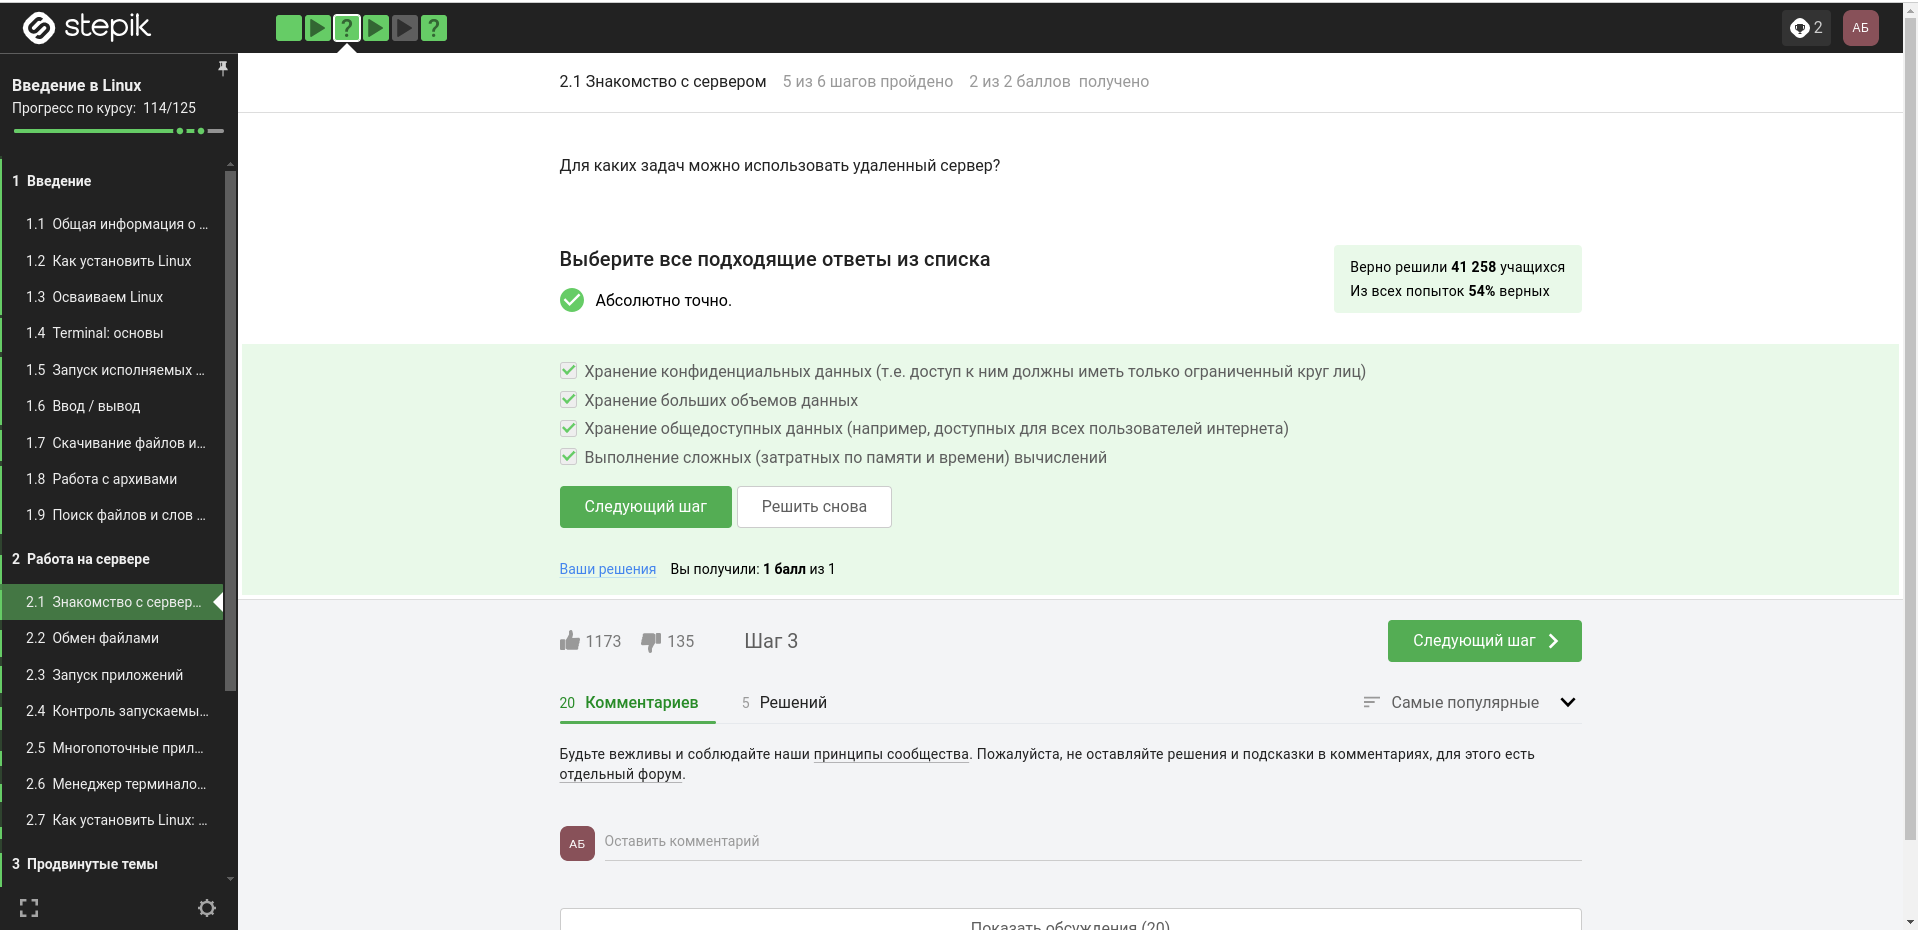 stepik
?
?
2
АБ
Введение в Linux
Прогресс по курсу: 114/125
1 Введение
1.1 Общая информация о ...
1.2 Как установить Linux
1.3 Осваиваем Linux
1.4 Terminal: основы
1.5 Запуск исполняемых ...
1.6 Ввод / вывод
1.7 Скачивание файлов и...
1.8 Работа с архивами
1.9 Поиск файлов и слов ...
2 Работа на сервере
2.1 Знакомство с сервер...
2.2 Обмен файлами
2.3 Запуск приложений
2.4 Контроль запускаемы...
2.5 Многопоточные прил...
2.6 Менеджер терминало...
2.7 Как установить Linux: ...
3 Продвинутые темы
2.1 Знакомство с сервером 5 из 6 шагов пройдено 2 из 2 баллов получено
Для каких задач можно использовать удаленный сервер?
Выберите все подходящие ответы из списка
Абсолютно точно.
Верно решили 41 258 учащихся
Из всех попыток 54% верных
Хранение конфиденциальных данных (т.е. доступ к ним должны иметь только ограниченный круг лиц)
Хранение больших объемов данных
Хранение общедоступных данных (например, доступных для всех пользователей интернета)
Выполнение сложных (затратных по памяти и времени) вычислений
Следующий шаг Решить снова
Ваши решения Вы получили: 1 балл из 1
1173 135 Шаг 3 Следующий шаг
20 Комментариев 5 Решений Самые популярные
Будьте вежливы и соблюдайте наши принципы сообщества. Пожалуйста, не оставляйте решения и подсказки в комментариях, для этого есть
отдельный форум.
АБ Оставить комментарий
Показать обсуждения (20)